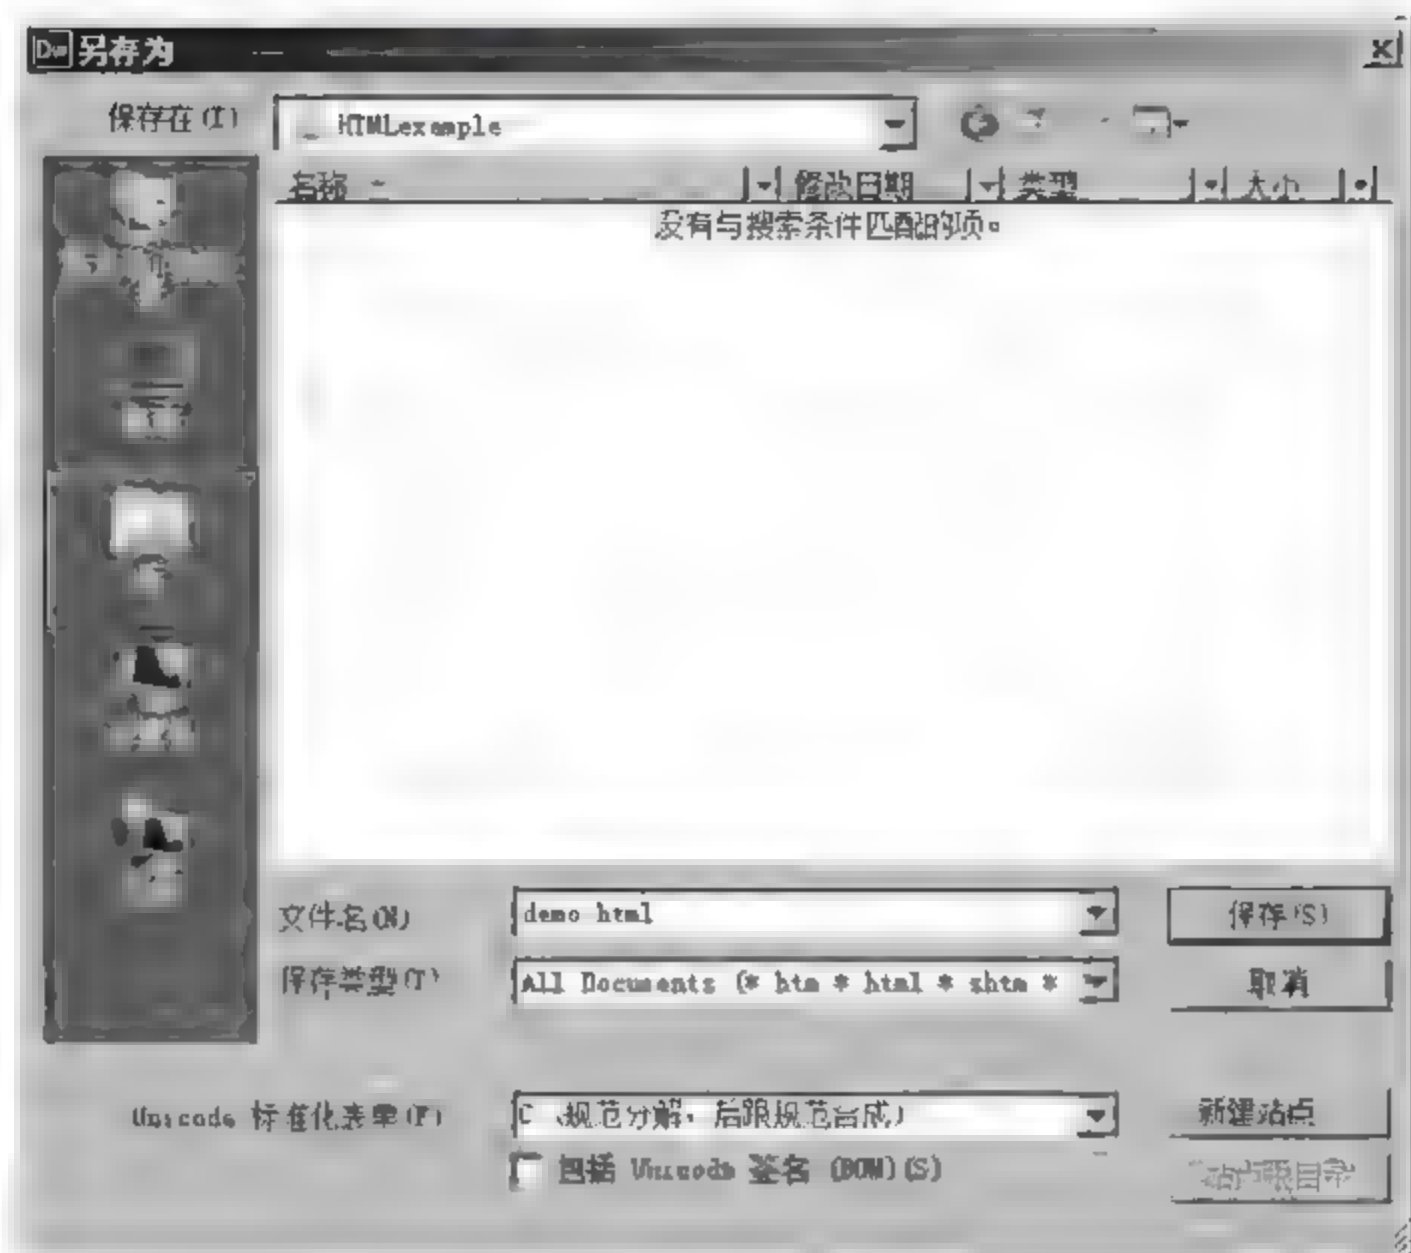 另存为
保存在(I)
HTMLexample
名称 修改日期 类型 大小
没有与搜索条件匹配的项。
文件名(N)
demo html
保存(S)
保存类型(T)
All Documents (* htm * html * shtm *
取消
Unicode 标准化表单(F)
C (规范分解，后跟规范合成)
新建站点
包括 Unicode 签名 (BOM)(S)
站点根目录